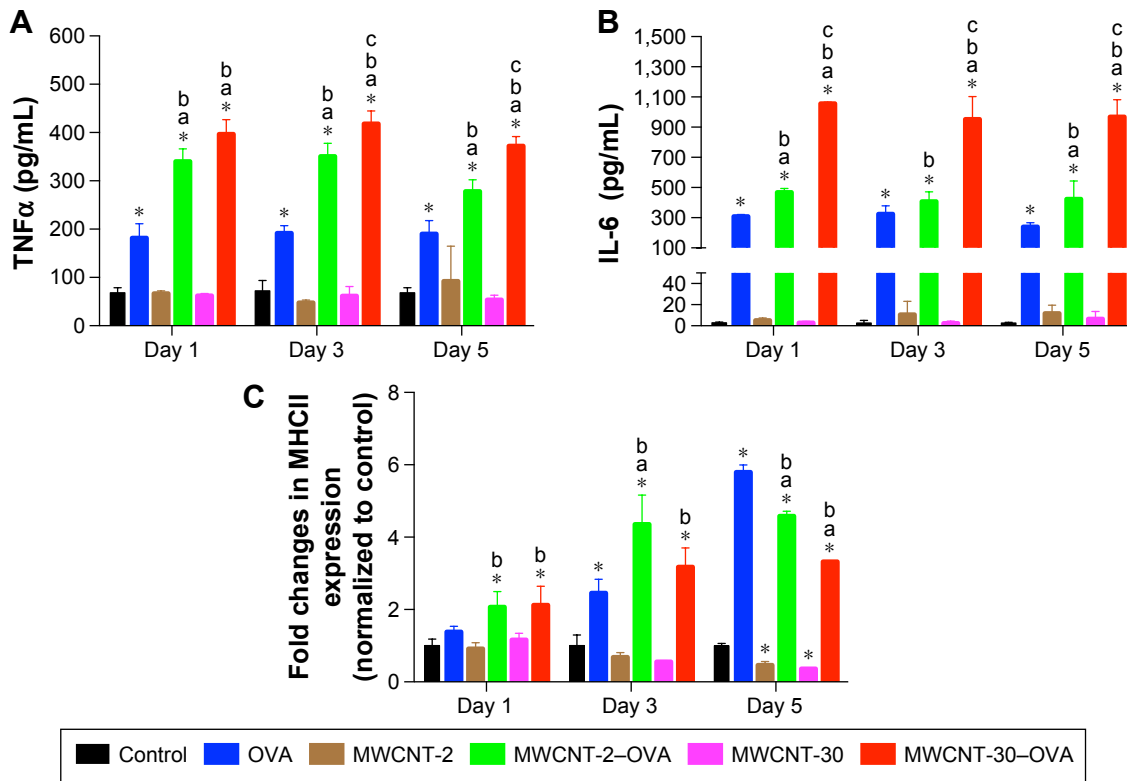 A
TNFα (pg/mL)
600
500
400
300
200
100
0
*
b
a
*
b
a
*
*
b
a
*
c
b
a
*
*
b
a
*
c
b
a
*
Day 1 Day 3 Day 5
B
IL-6 (pg/mL)
1,500
1,300
1,100
900
700
500
300
100
40
20
0
*
b
a
*
c
b
a
*
*
b
*
c
b
a
*
*
b
a
*
c
b
a
*
Day 1 Day 3 Day 5
C
Fold changes in MHCII
expression
(normalized to control)
8
6
4
2
0
b
*
b
*
*
b
a
*
b
*
*
*
b
a
*
*
b
a
*
Day 1 Day 3 Day 5
Control OVA MWCNT-2 MWCNT-2–OVA MWCNT-30 MWCNT-30–OVA